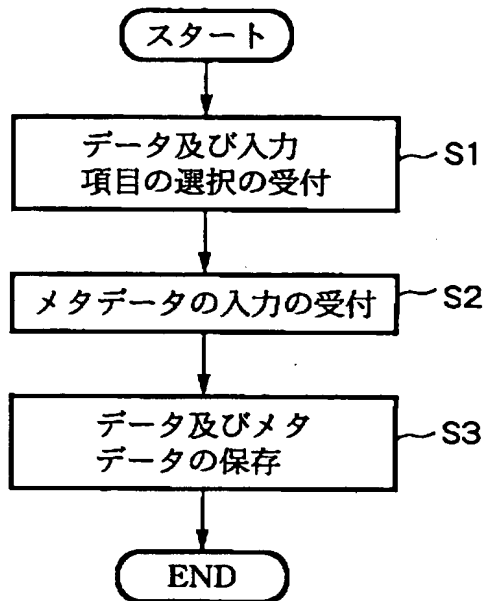 スタート
データ及び入力
項目の選択の受付
S1
メタデータの入力の受付
S2
データ及びメタ
データの保存
S3
END